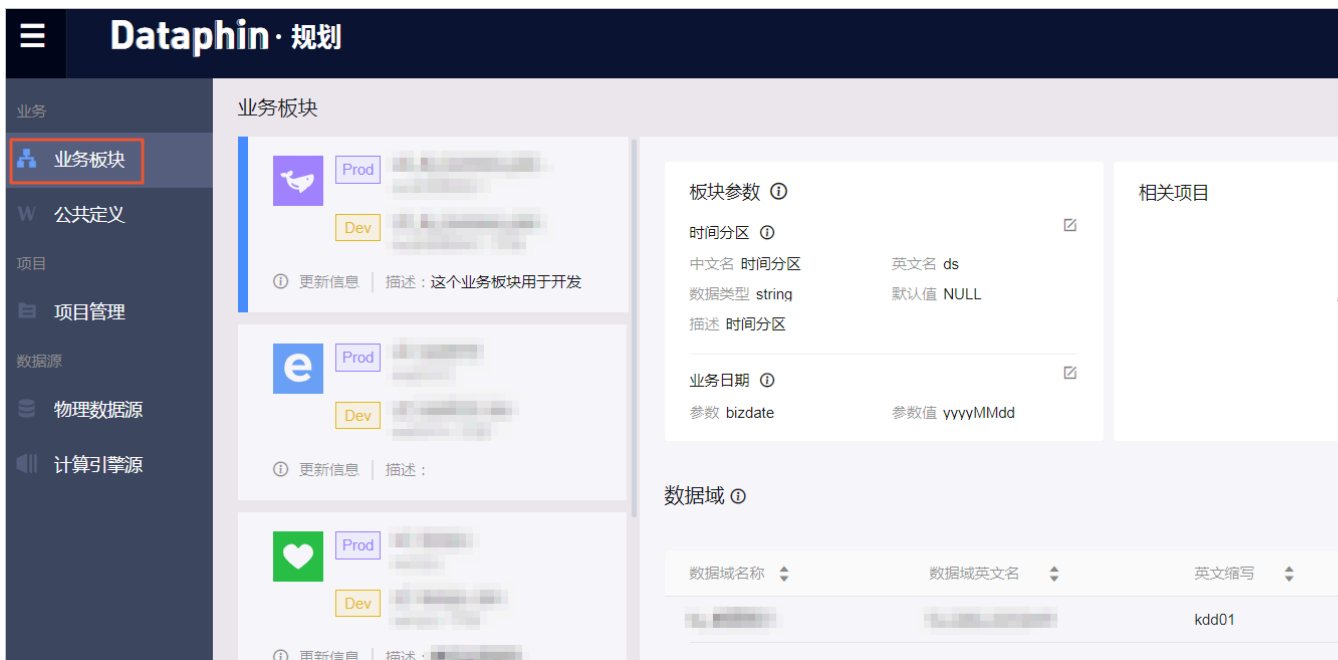 Dataphin · 规划
业务
业务板块
公共定义
项目
项目管理
数据源
物理数据源
计算引擎源
业务板块
Prod
Dev
更新信息 描述：这个业务板块用于开发
Prod
Dev
更新信息 描述：
Prod
Dev
更新信息 描述：
板块参数
时间分区
中文名 时间分区 英文名 ds
数据类型 string 默认值 NULL
描述 时间分区
业务日期
参数 bizdate 参数值 yyyyMMdd
相关项目
数据域
数据域名称 数据域英文名 英文缩写
kdd01